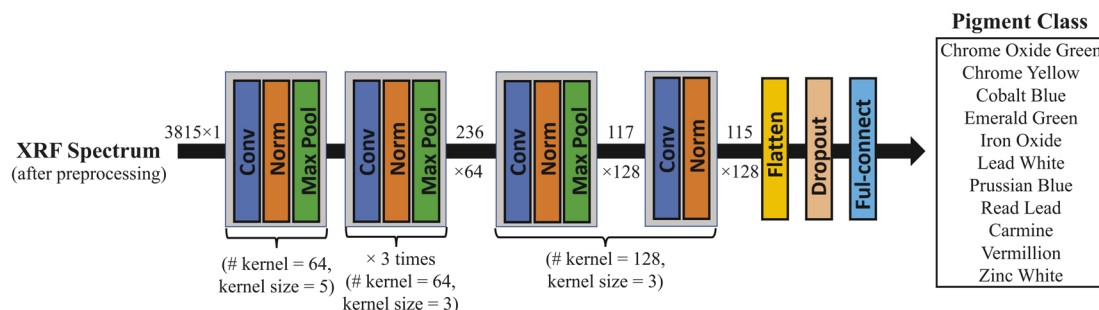 XRF Spectrum
(after preprocessing)
3815×1
Conv
Norm
Max Pool
(# kernel = 64,
kernel size = 5)
Conv
Norm
Max Pool
× 3 times
(# kernel = 64,
kernel size = 3)
236
×64
Conv
Norm
Max Pool
117
×128
Conv
Norm
(# kernel = 128,
kernel size = 3)
115
×128
Flatten
Dropout
Ful-connect
Pigment Class
Chrome Oxide Green
Chrome Yellow
Cobalt Blue
Emerald Green
Iron Oxide
Lead White
Prussian Blue
Read Lead
Carmine
Vermillion
Zinc White